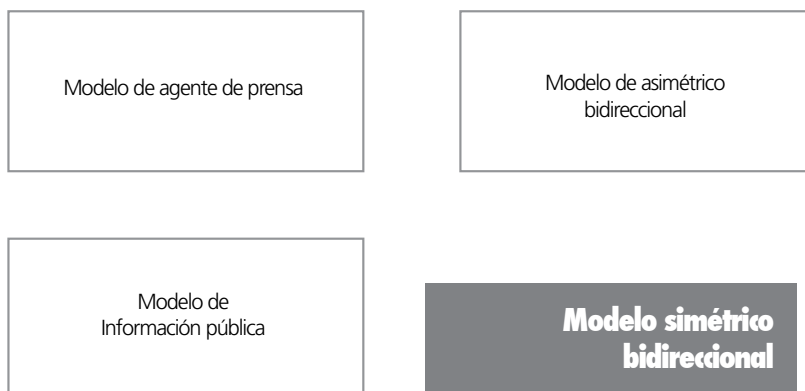 Modelo de agente de prensa
Modelo de asimétrico
bidireccional
Modelo de
Información pública
Modelo simétrico
bidireccional